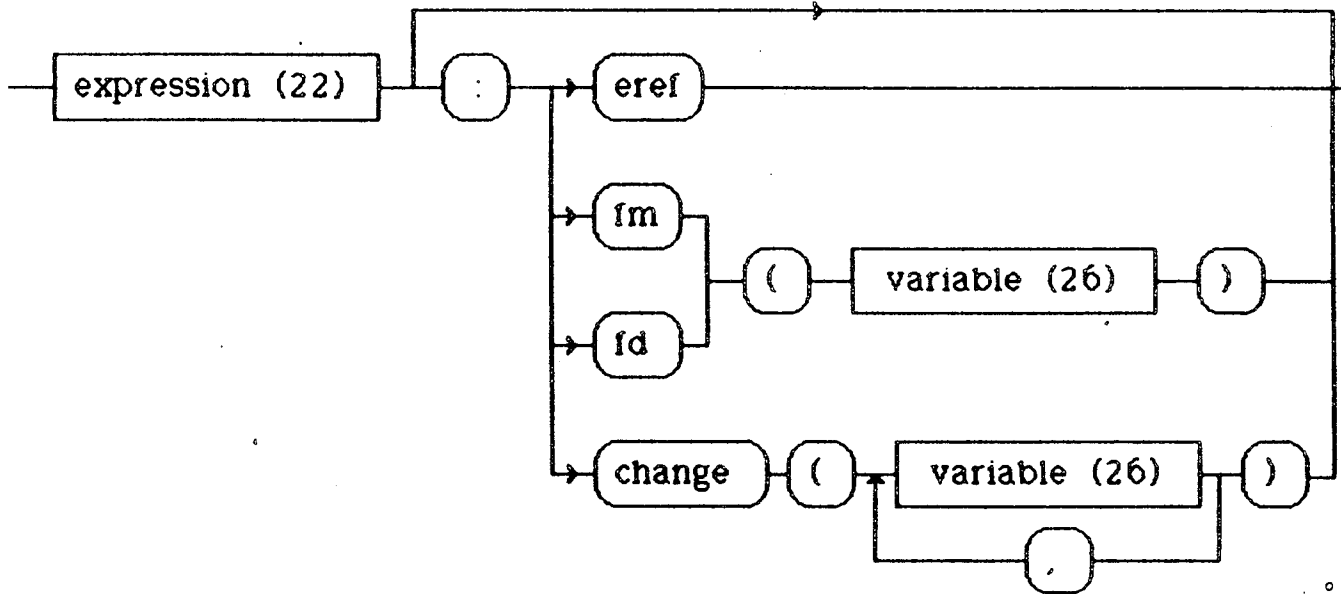 expression (22) : eref
fm
( variable (26) )
fd
change ( variable (26) )
,